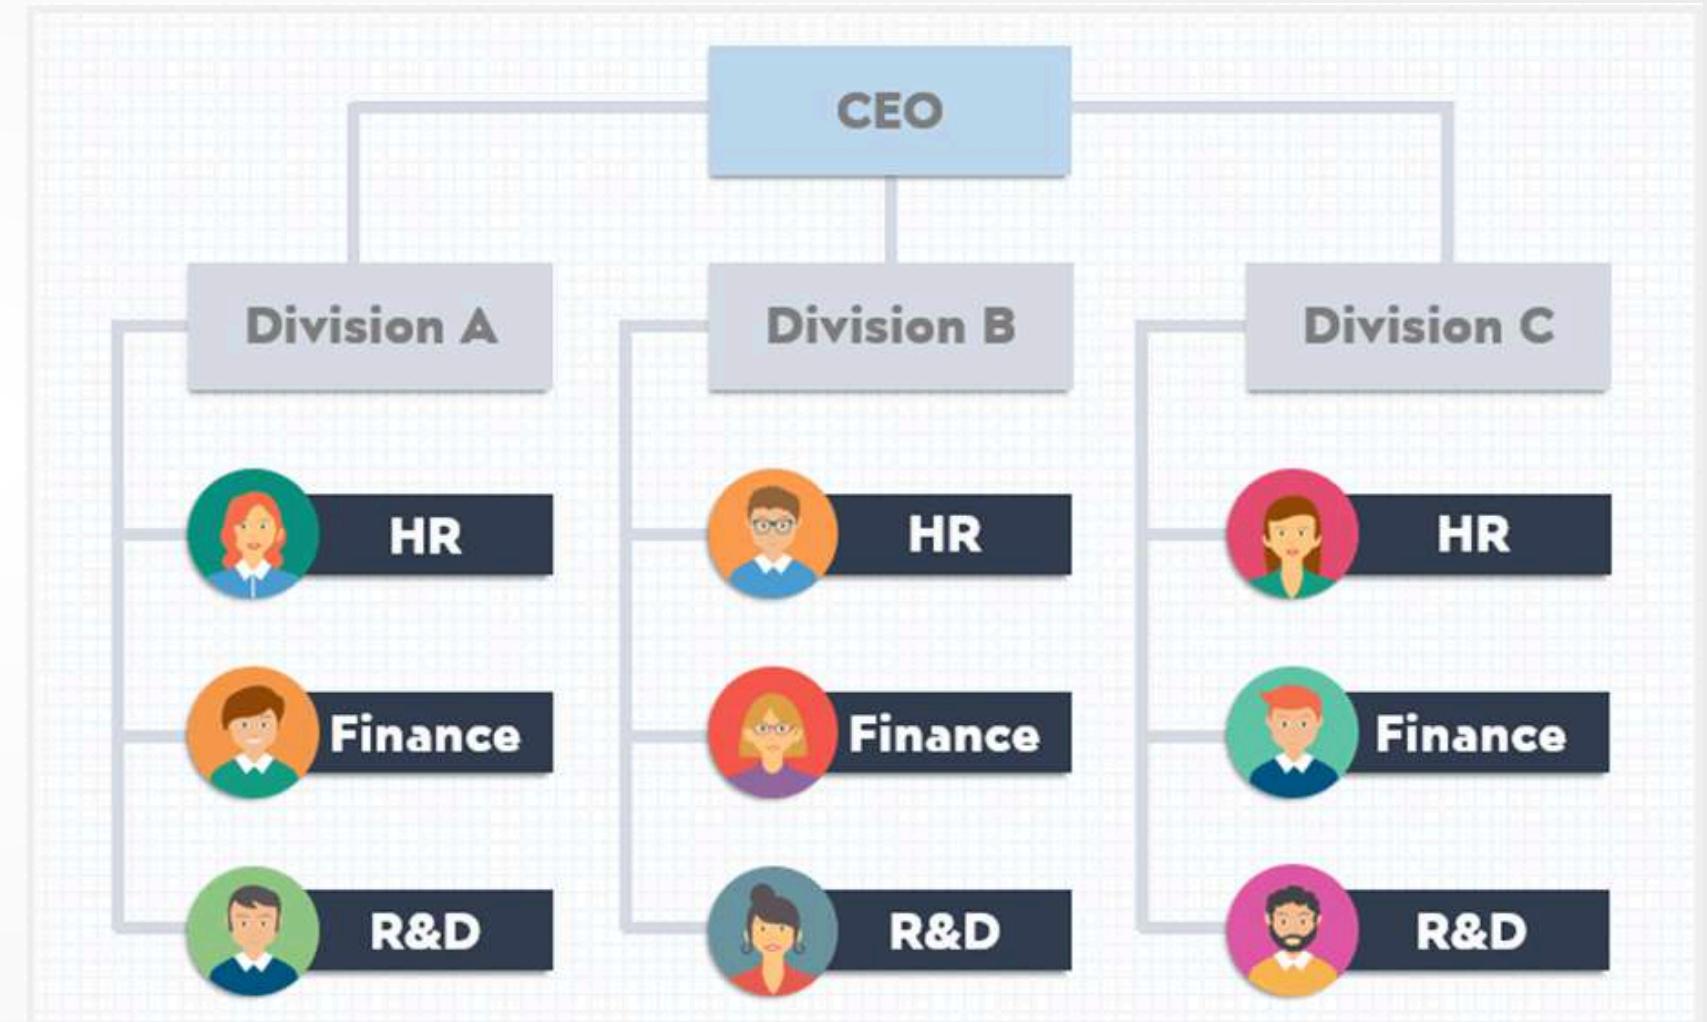 CEO
Division A
Division B
Division C
HR
HR
HR
Finance
Finance
Finance
R&D
R&D
R&D